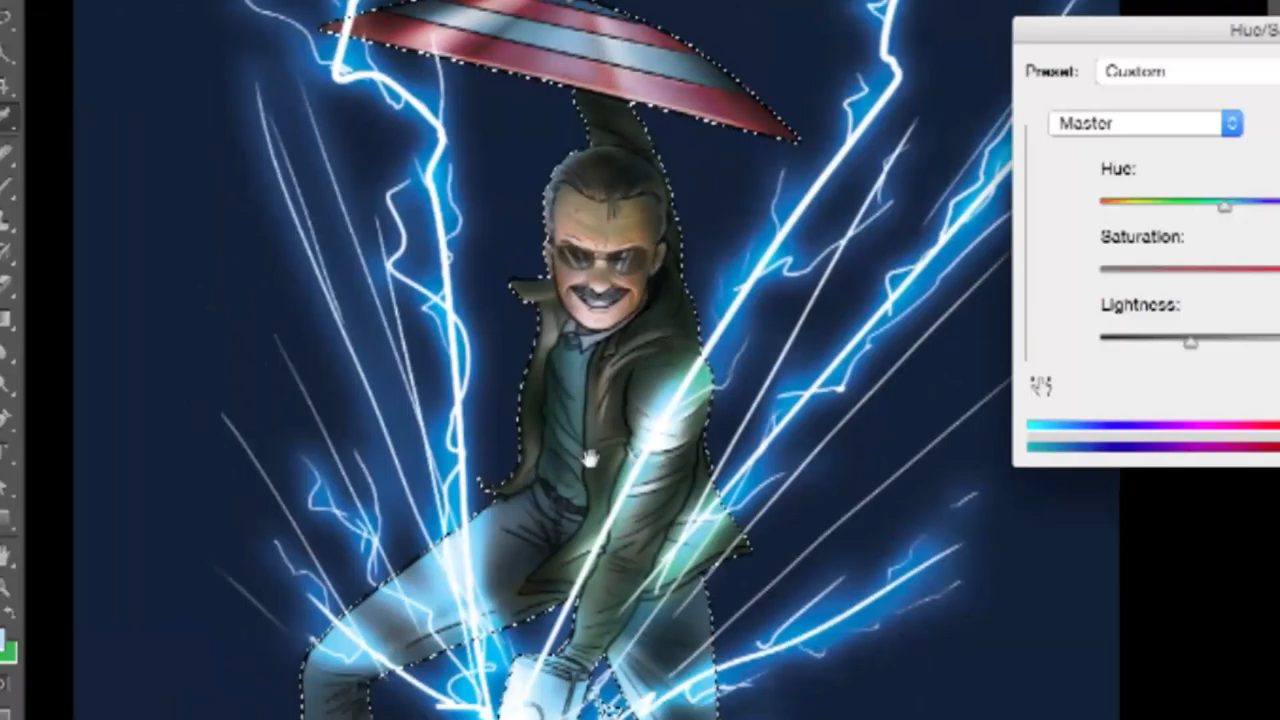 Hue/S
Preset: Custom
Master
Hue:
Saturation:
Lightness: